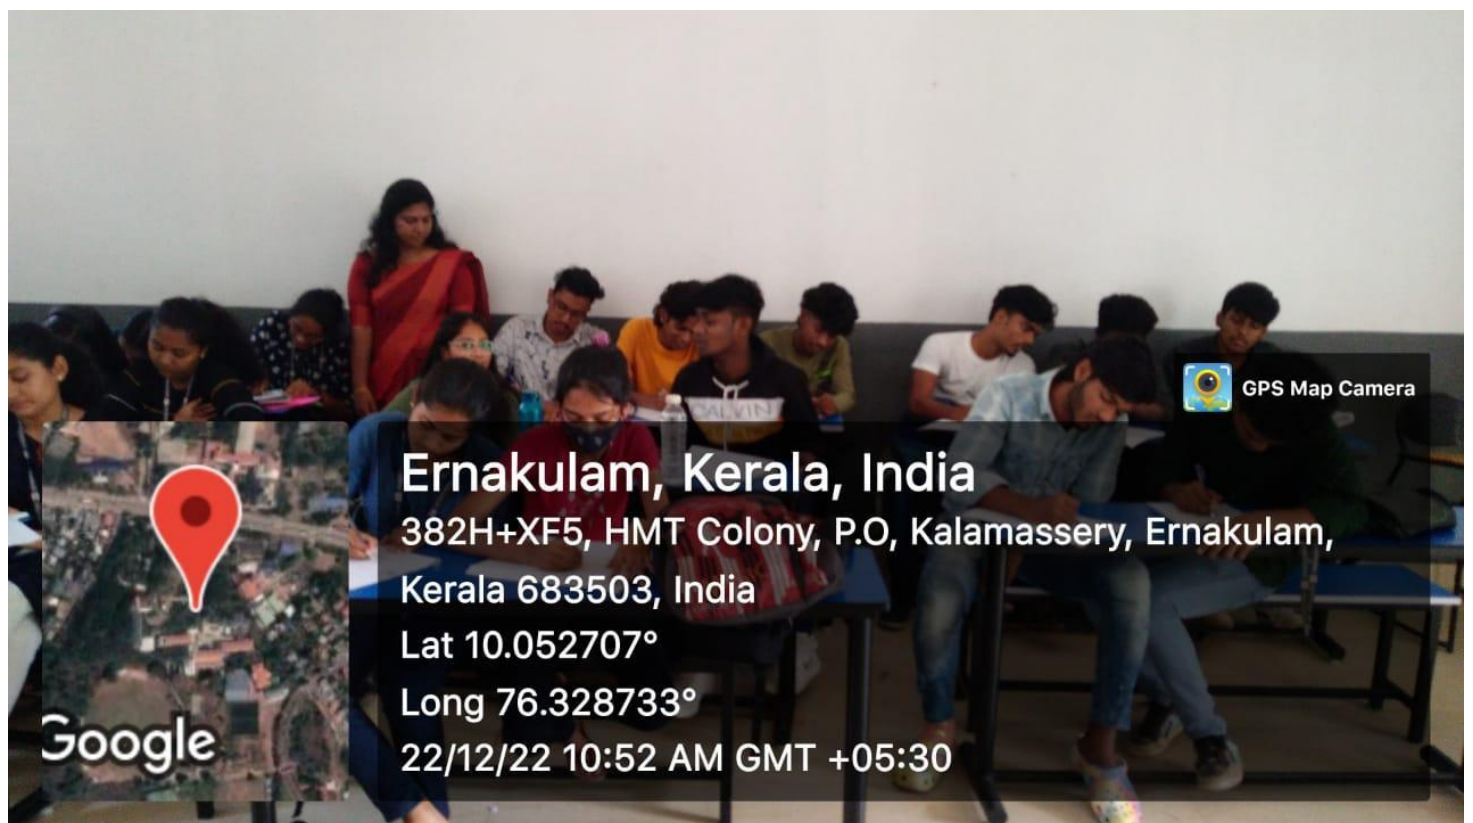 CALVIN
GPS Map Camera
Ernakulam, Kerala, India
382H+XF5, HMT Colony, P.O, Kalamassery, Ernakulam,
Kerala 683503, India
Lat 10.052707°
Long 76.328733°
22/12/22 10:52 AM GMT +05:30
Google